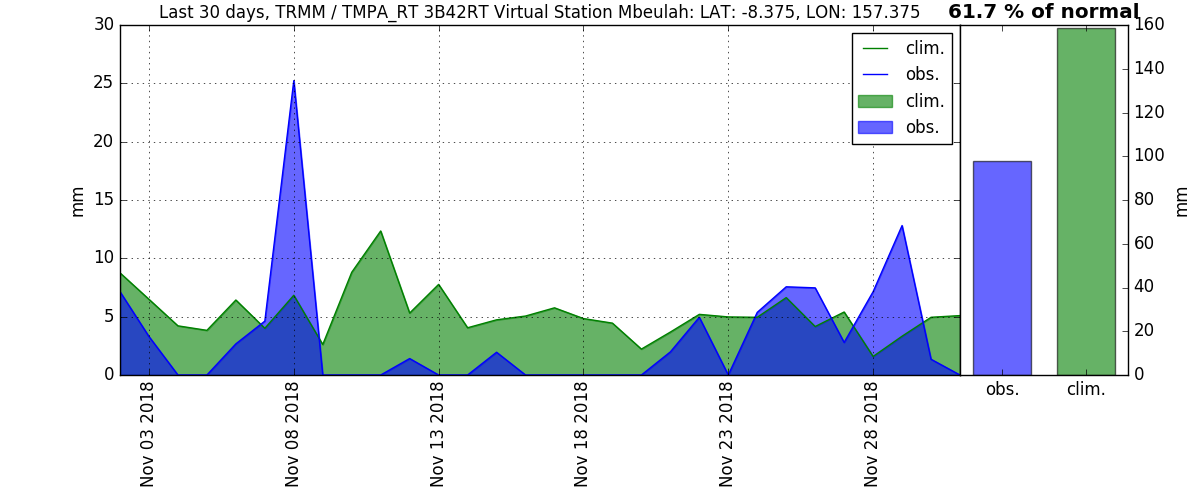 Last 30 days, TRMM / TMPA_RT 3B42RT Virtual Station Mbeulah: LAT: -8.375, LON: 157.375
61.7 % of normal
30
25
20
15
10
5
0
mm
clim.
obs.
clim.
obs.
Nov 03 2018
Nov 08 2018
Nov 13 2018
Nov 18 2018
Nov 23 2018
Nov 28 2018
160
140
120
100
80
60
40
20
0
mm
obs.
clim.